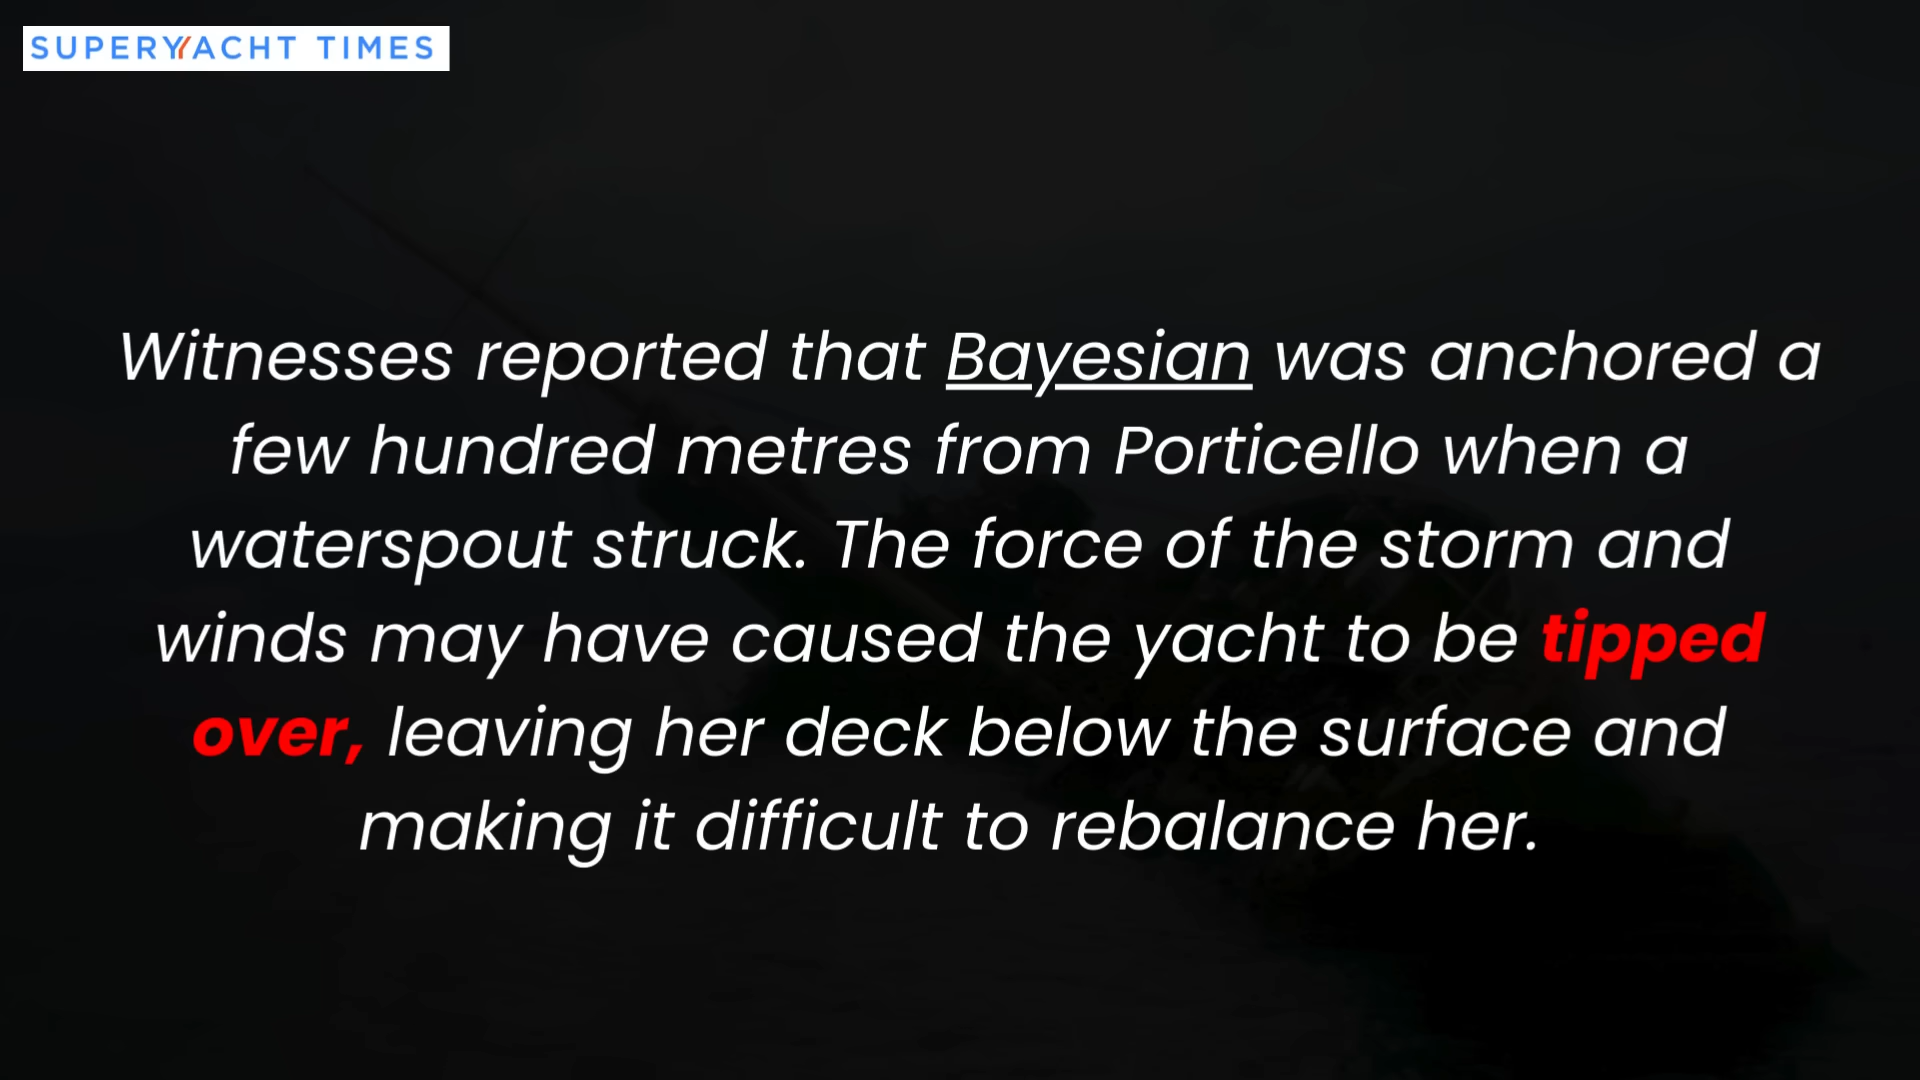 SUPERYACHT TIMES
Witnesses reported that Bayesian was anchored a
few hundred metres from Porticello when a
waterspout struck. The force of the storm and
winds may have caused the yacht to be tipped
over, leaving her deck below the surface and
making it difficult to rebalance her.